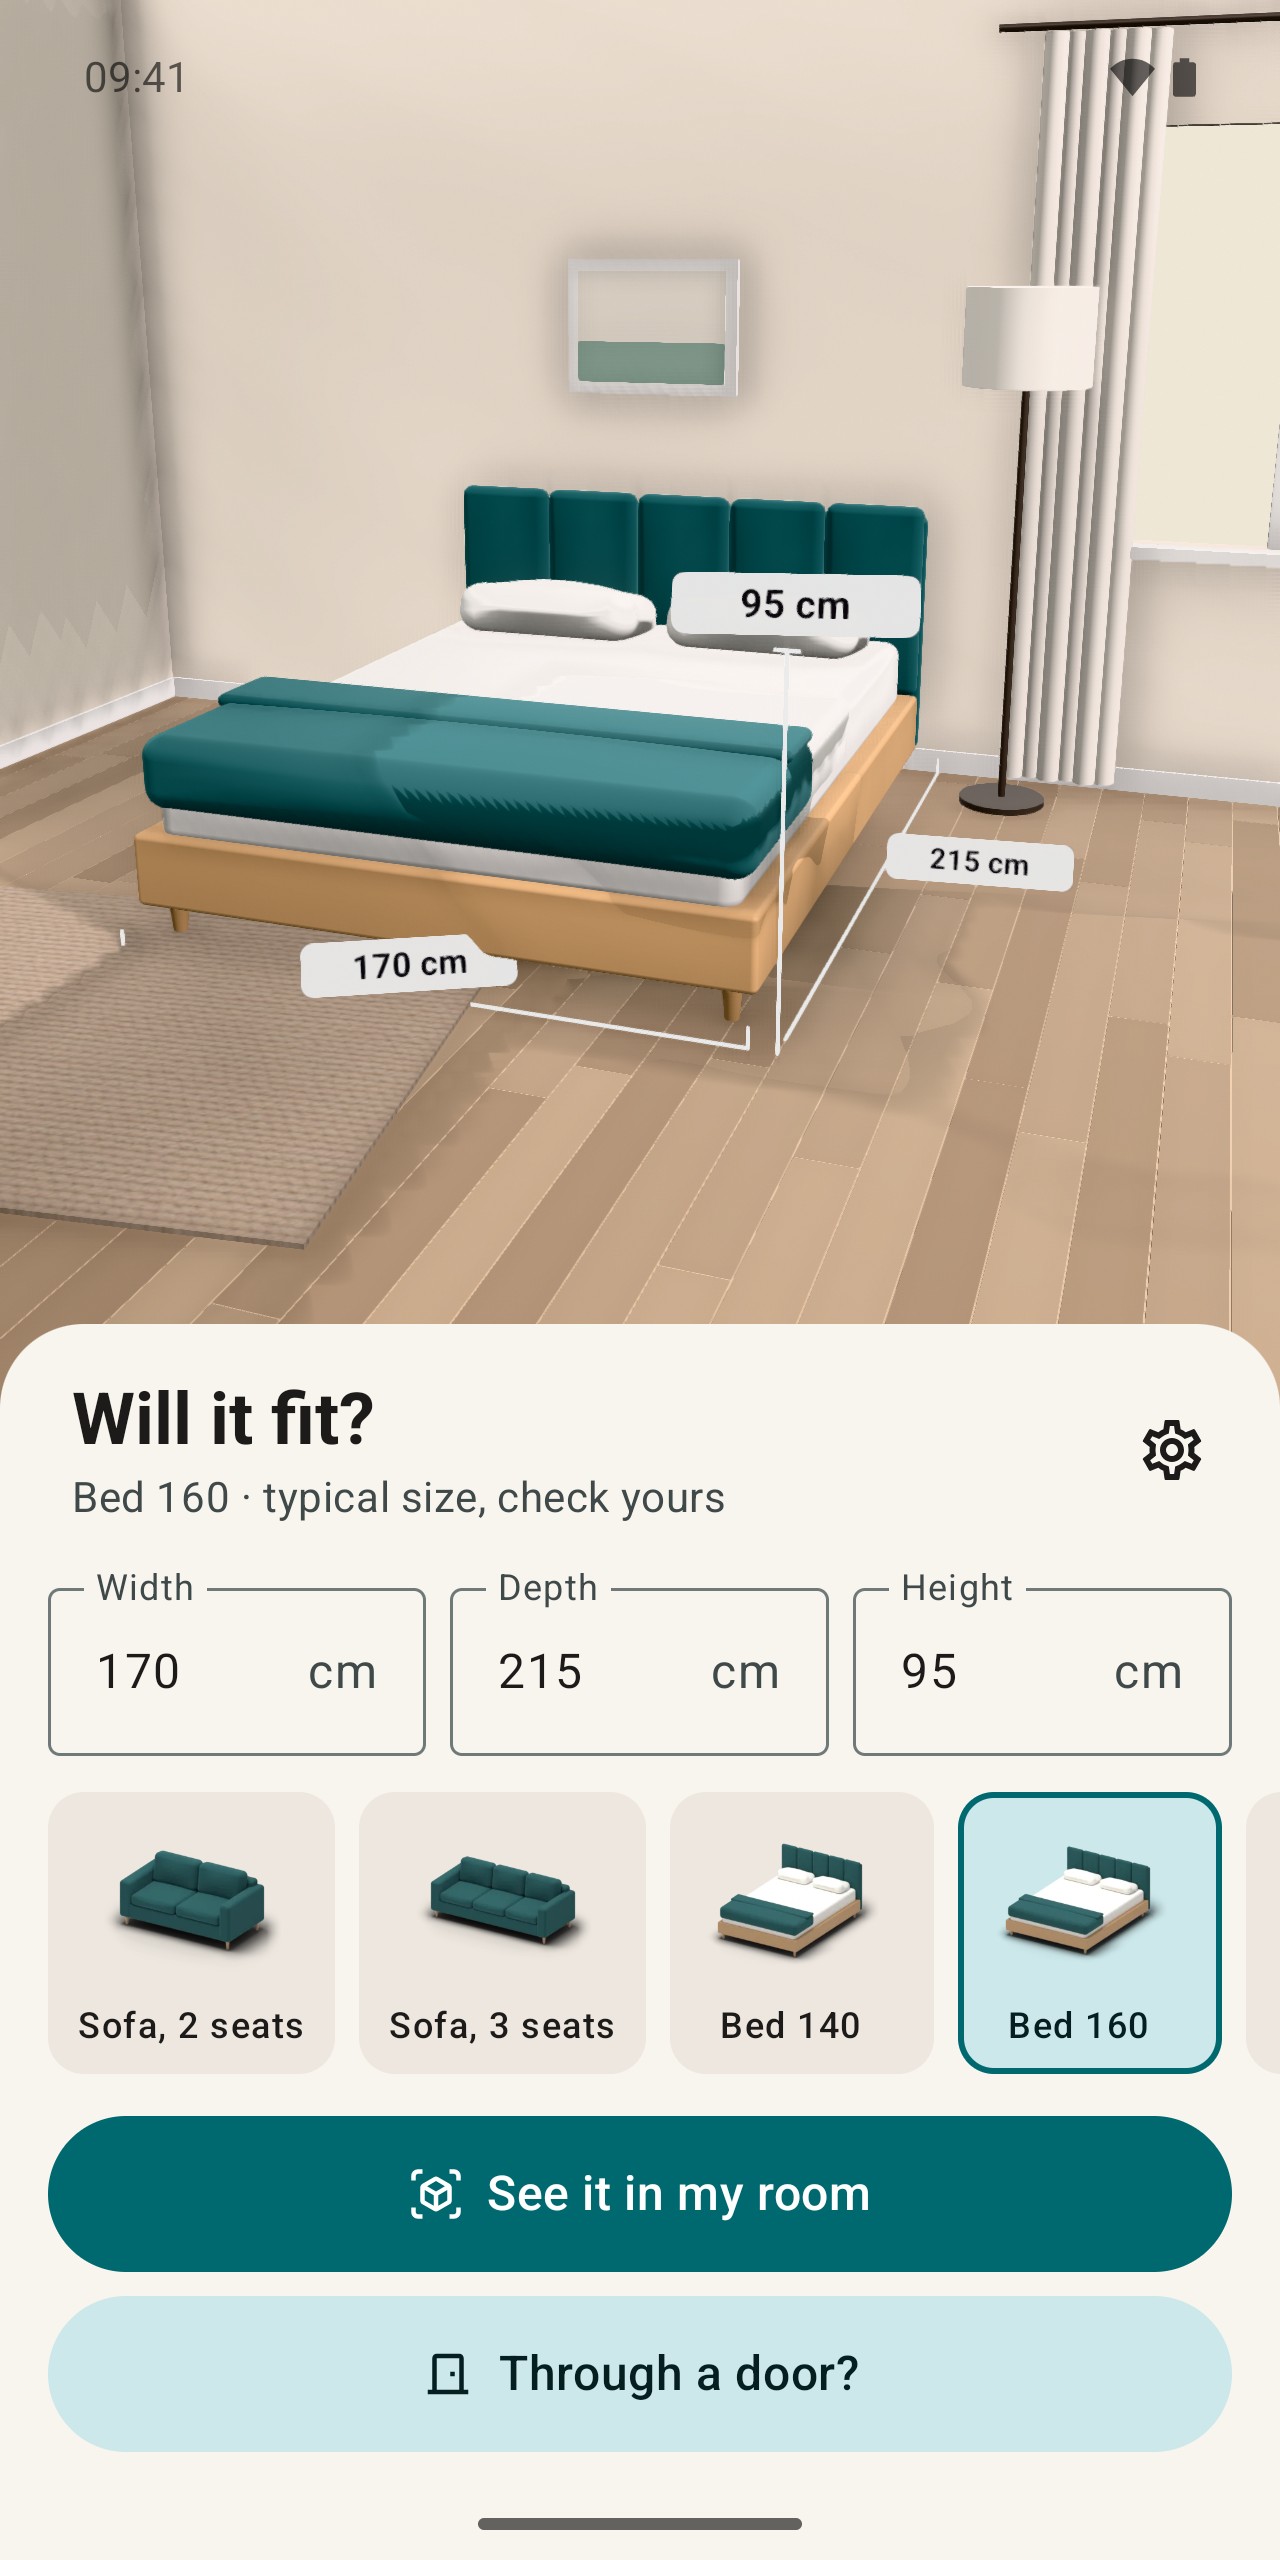 09:41
95 cm
215 cm
170 cm
Will it fit?
Bed 160 · typical size, check yours
Width
Depth
Height
170 cm
215 cm
95 cm
Sofa, 2 seats
Sofa, 3 seats
Bed 140
Bed 160
See it in my room
Through a door?